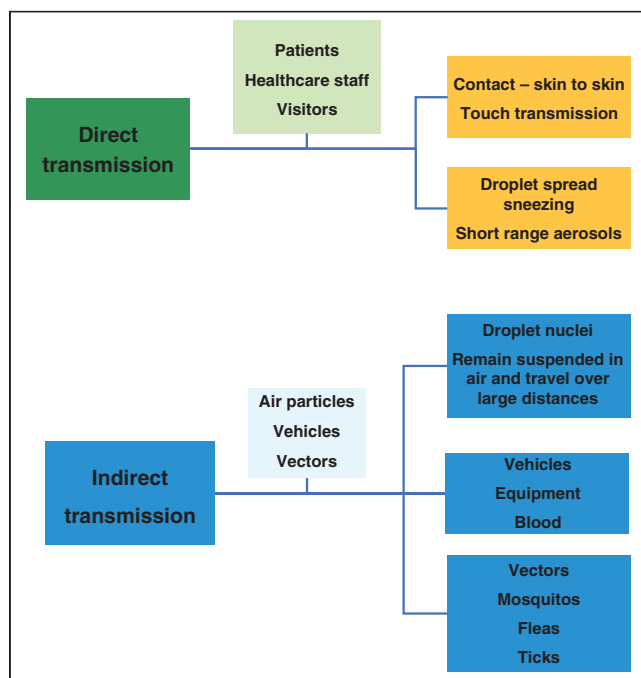 Patients
Healthcare staff
Visitors
Direct
transmission
Contact – skin to skin
Touch transmission
Droplet spread
sneezing
Short range aerosols
Droplet nuclei
Remain suspended in
air and travel over
large distances
Air particles
Vehicles
Vectors
Indirect
transmission
Vehicles
Equipment
Blood
Vectors
Mosquitos
Fleas
Ticks